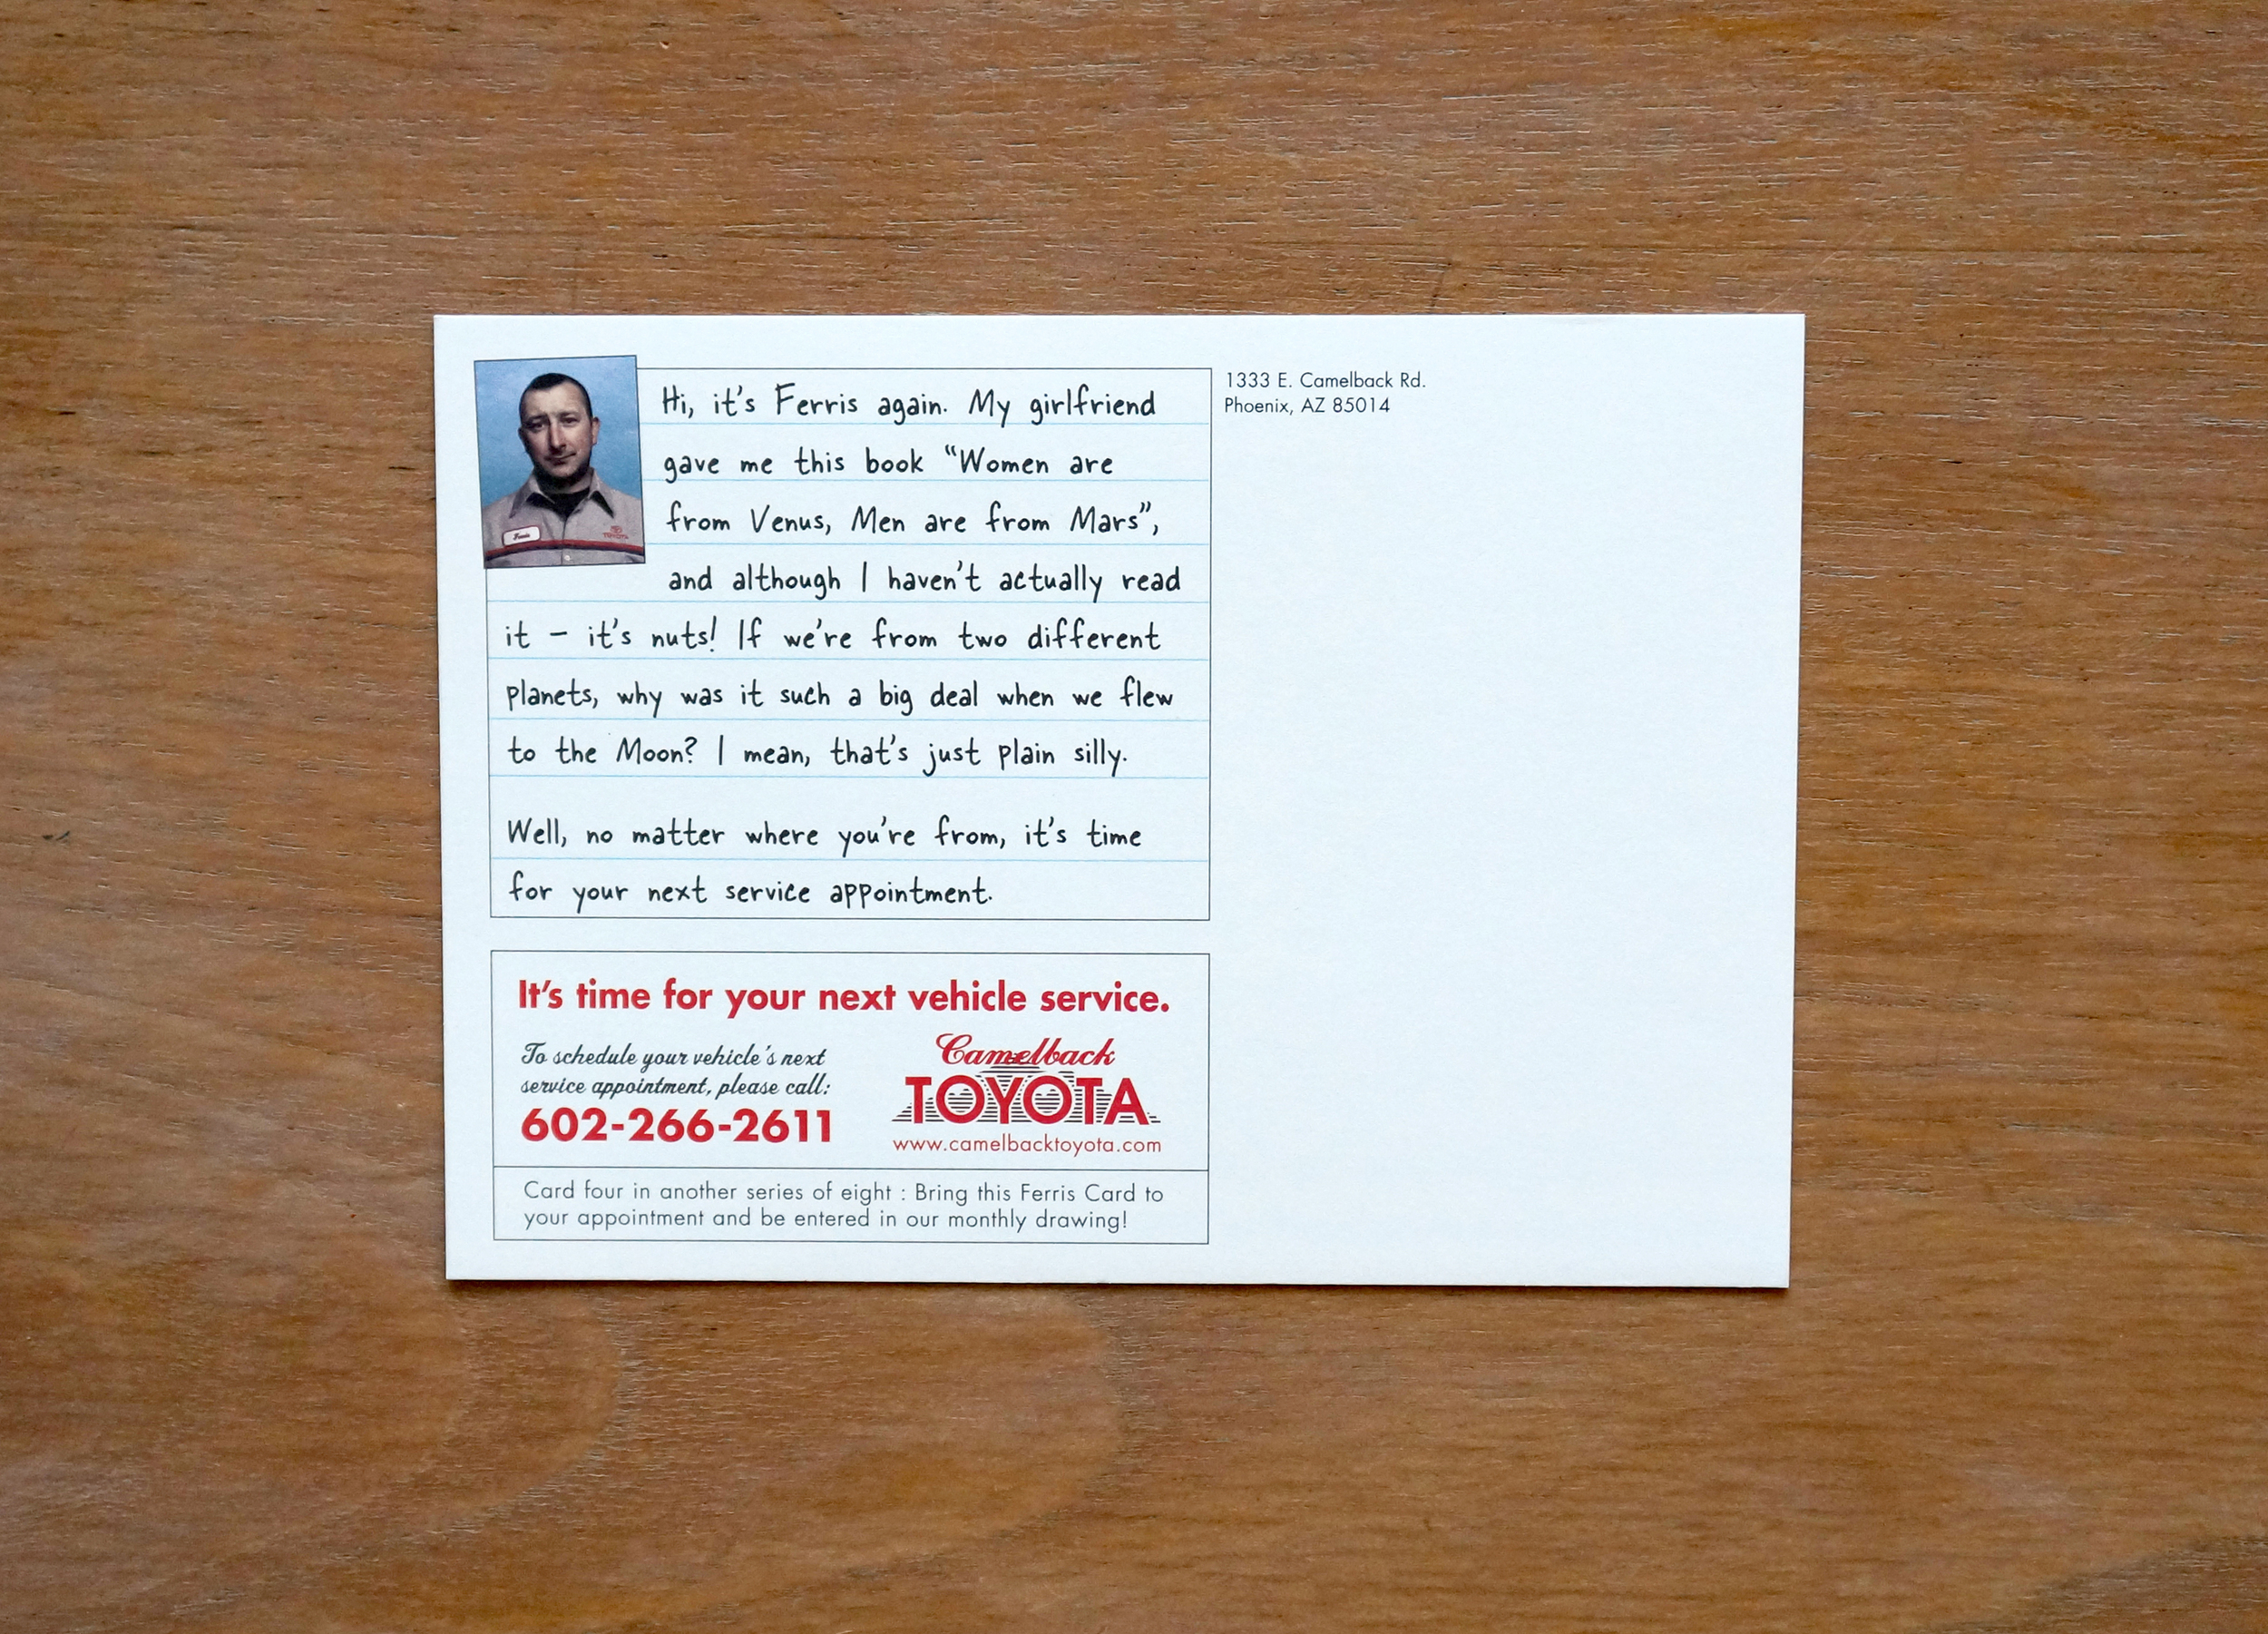 Hi, it's Ferris again. My girlfriend
gave me this book "Women are
from Venus, Men are from Mars",
and although I haven't actually read
it - it's nuts! If we're from two different
planets, why was it such a big deal when we flew
to the Moon? I mean, that's just plain silly.
Well, no matter where you're from, it's time
for your next service appointment.
Ferris
TOYOTA
It's time for your next vehicle service.
To schedule your vehicle's next
service appointment, please call:
602-266-2611
Camelback
TOYOTA
www.camelbacktoyota.com
Card four in another series of eight : Bring this Ferris Card to
your appointment and be entered in our monthly drawing!
1333 E. Camelback Rd.
Phoenix, AZ 85014